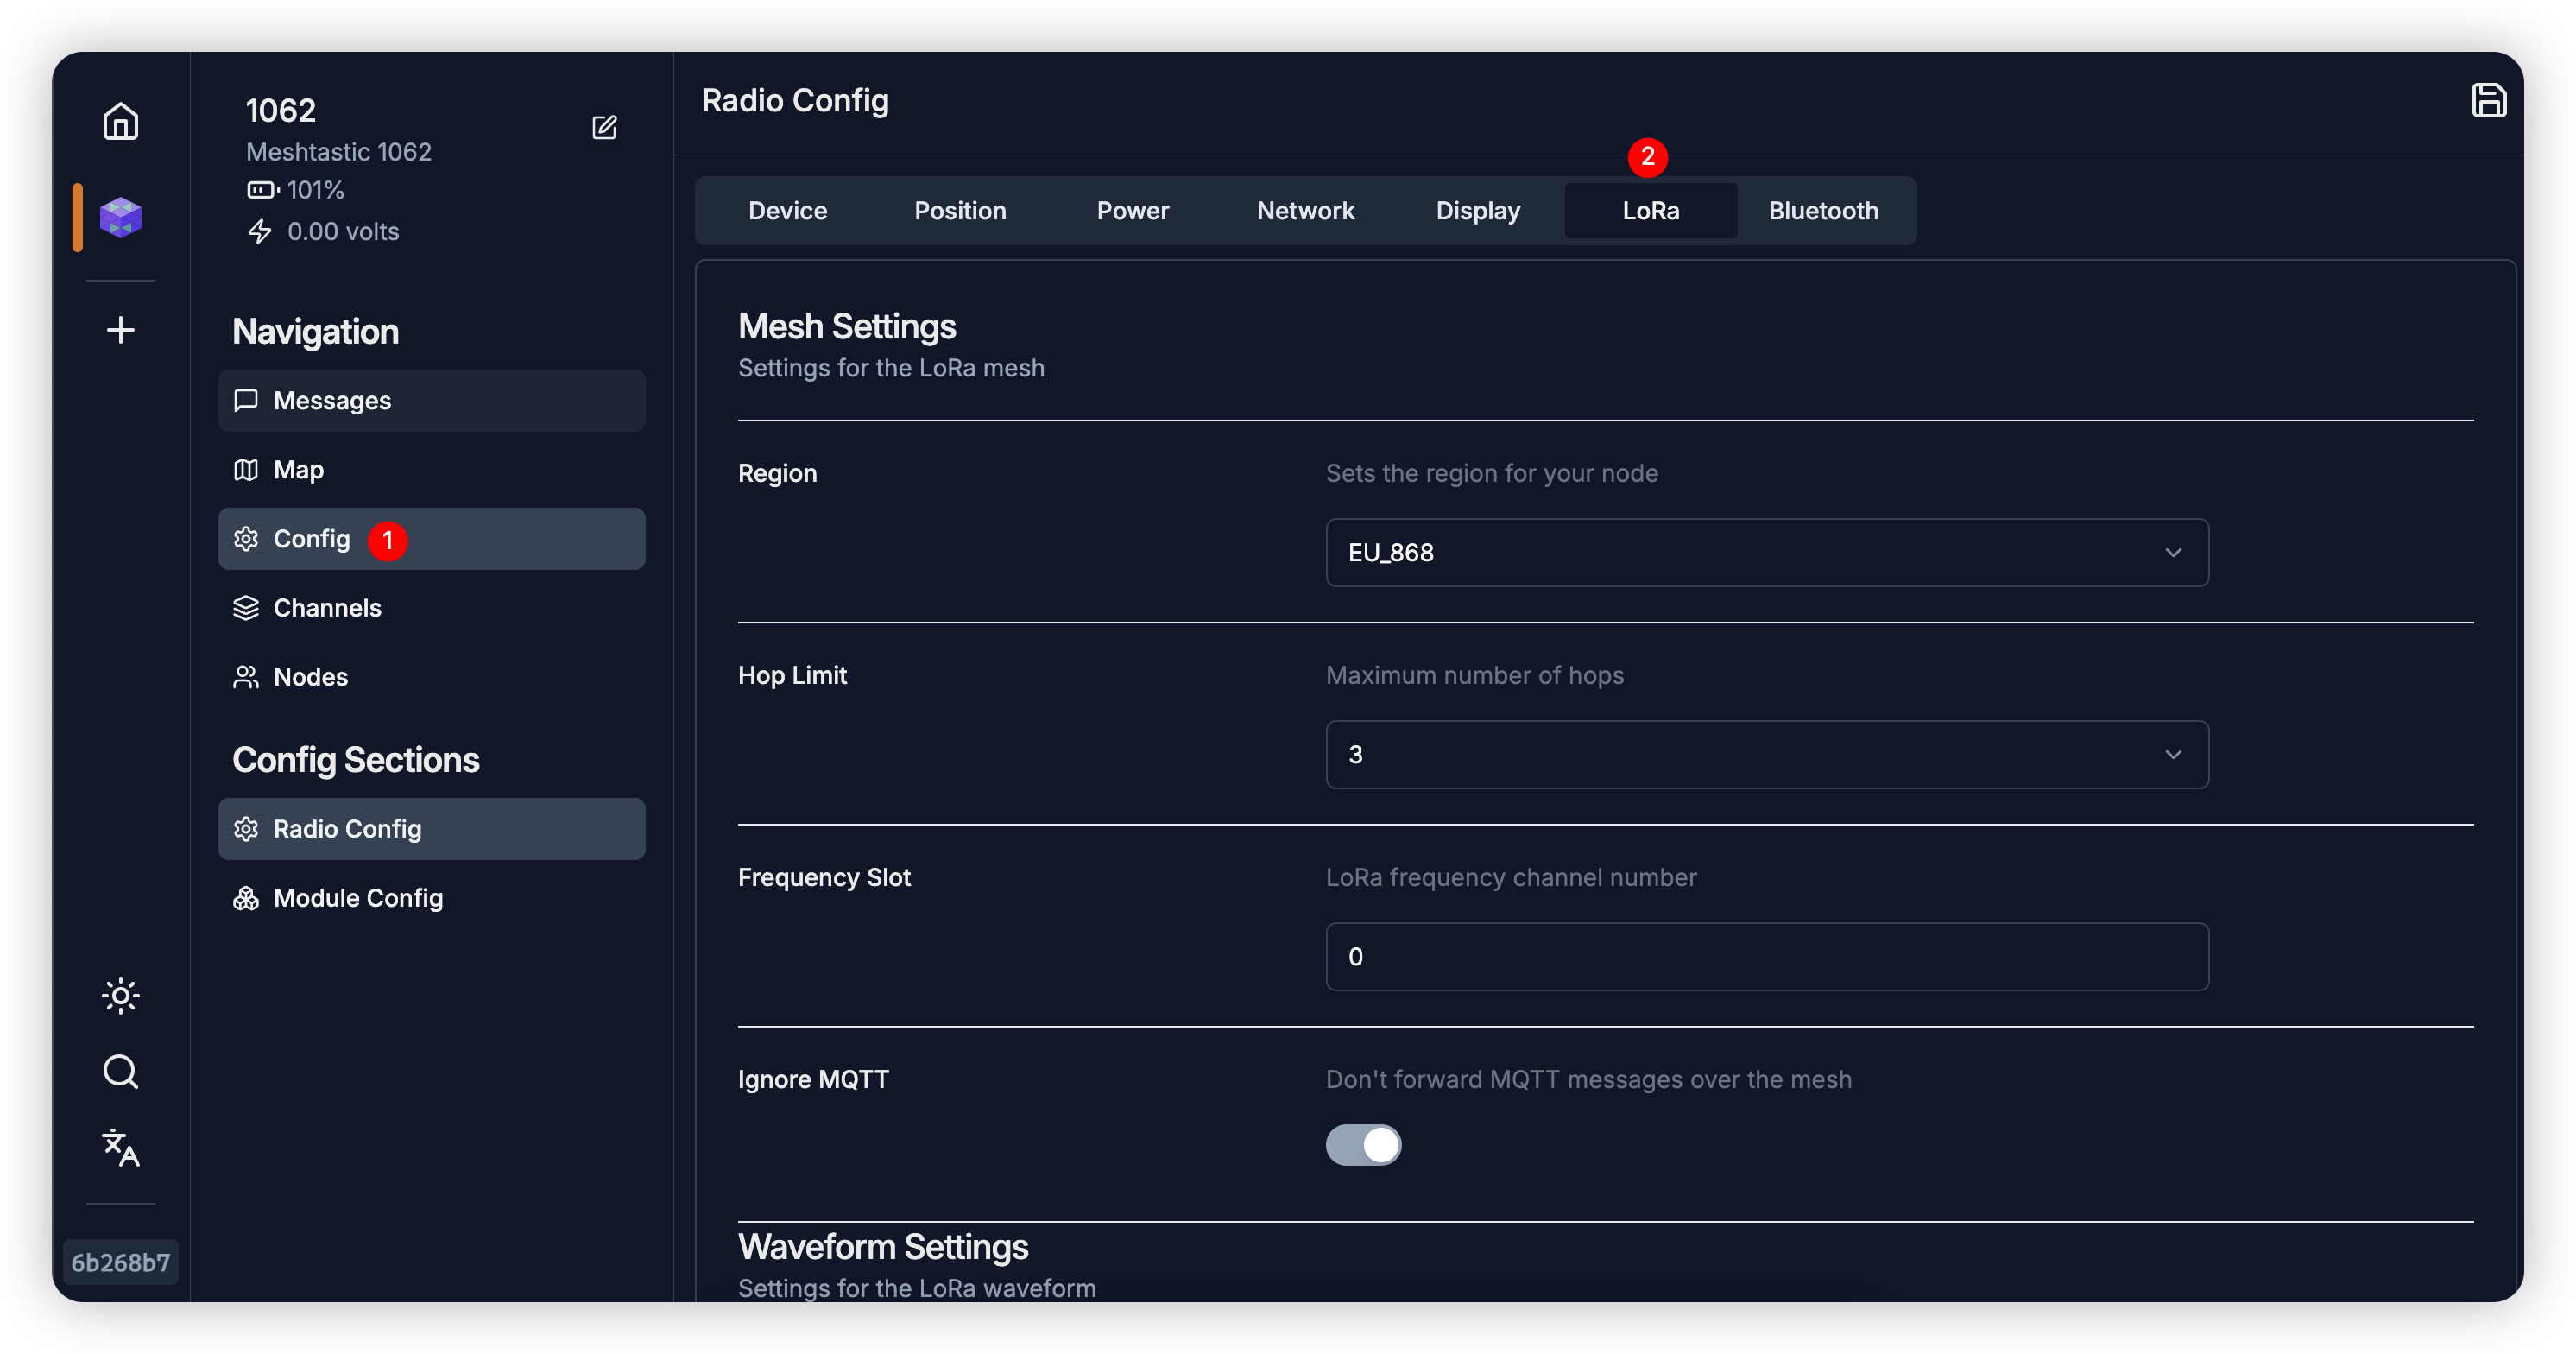 1062
Meshtastic 1062
101%
0.00 volts
Navigation
Messages
Map
Config 1
Channels
Nodes
Config Sections
Radio Config
Module Config
6b268b7
Radio Config
2
Device Position Power Network Display LoRa Bluetooth
Mesh Settings
Settings for the LoRa mesh
Region
Sets the region for your node
EU_868
Hop Limit
Maximum number of hops
3
Frequency Slot
LoRa frequency channel number
0
Ignore MQTT
Don't forward MQTT messages over the mesh
Waveform Settings
Settings for the LoRa waveform